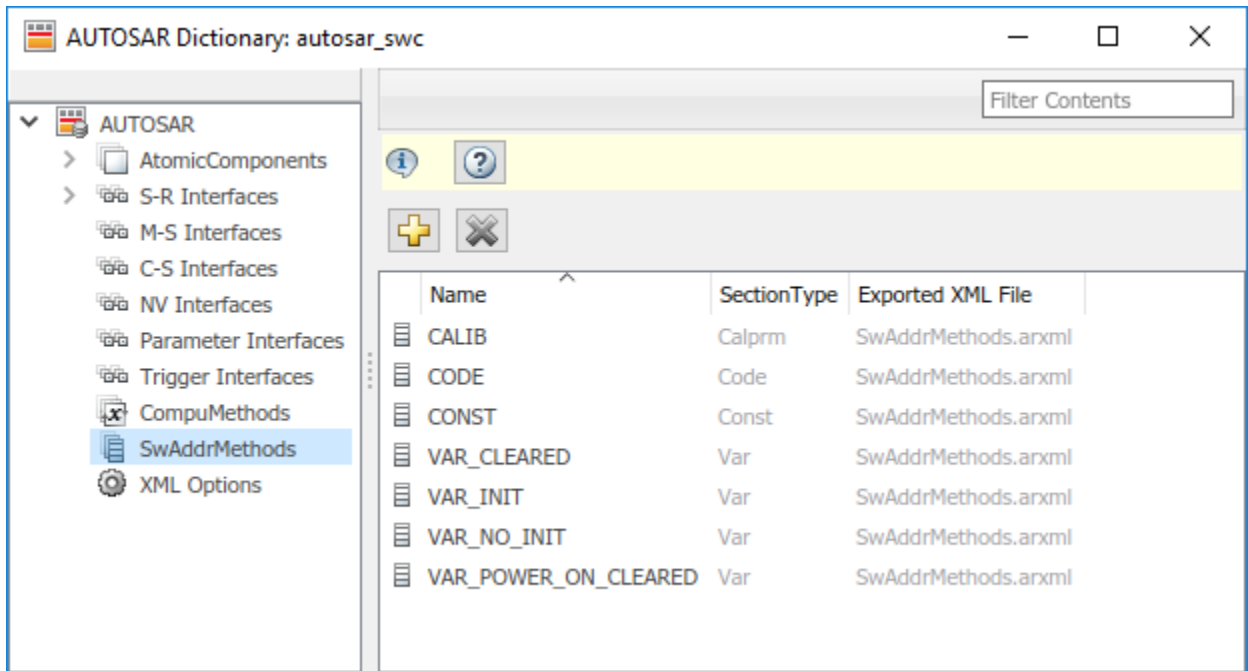 AUTOSAR Dictionary: autosar_swc
Filter Contents
AUTOSAR
AtomicComponents
S-R Interfaces
M-S Interfaces
C-S Interfaces
NV Interfaces
Parameter Interfaces
Trigger Interfaces
CompuMethods
SwAddrMethods
XML Options
Name SectionType Exported XML File
CALIB Calprm SwAddrMethods.arxml
CODE Code SwAddrMethods.arxml
CONST Const SwAddrMethods.arxml
VAR_CLEARED Var SwAddrMethods.arxml
VAR_INIT Var SwAddrMethods.arxml
VAR_NO_INIT Var SwAddrMethods.arxml
VAR_POWER_ON_CLEARED Var SwAddrMethods.arxml